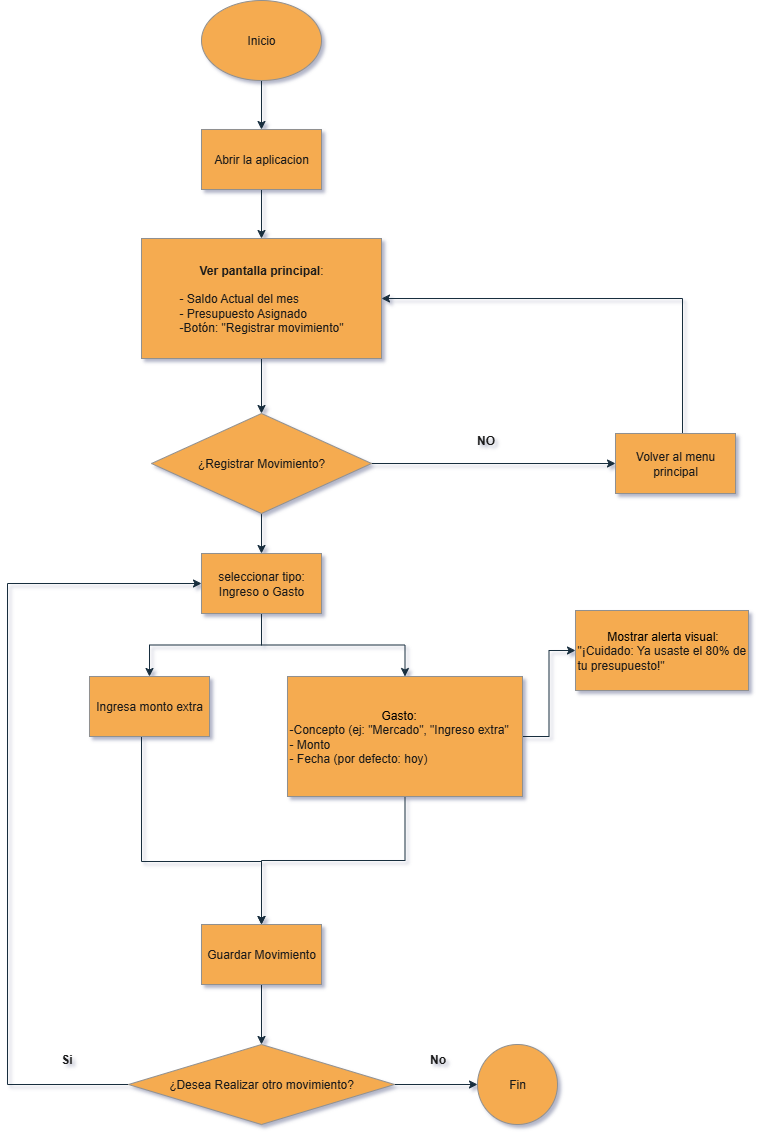 Inicio
Abrir la aplicacion
Ver pantalla principal:
- Saldo Actual del mes
- Presupuesto Asignado
-Botón: "Registrar movimiento"
¿Registrar Movimiento?
NO
Volver al menu
principal
seleccionar tipo:
Ingreso o Gasto
Mostrar alerta visual:
"¡Cuidado: Ya usaste el 80% de
tu presupuesto!"
Ingresa monto extra
Gasto:
-Concepto (ej: "Mercado", "Ingreso extra"
- Monto
- Fecha (por defecto: hoy)
Guardar Movimiento
Si
¿Desea Realizar otro movimiento?
No
Fin